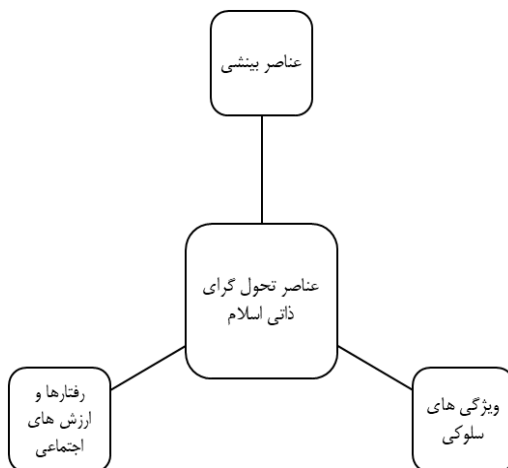 عناصر بینشی
عناصر تحول گرای
ذاتی اسلام
ویژگی های
سلوکی
رفتارها و
ارزش های
اجتماعی